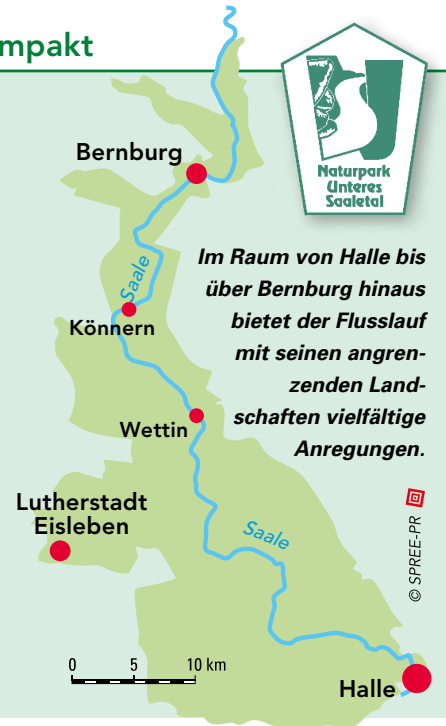 mpakt
Naturpark
Unteres
Saaletal
Bernburg
Im Raum von Halle bis
über Bernburg hinaus
bietet der Flusslauf
mit seinen angren-
zenden Land-
schaften vielfältige
Anregungen.
Saale
Könnern
Wettin
Lutherstadt
Eisleben
Saale
© SPREE-PR
0 5 10 km
Halle